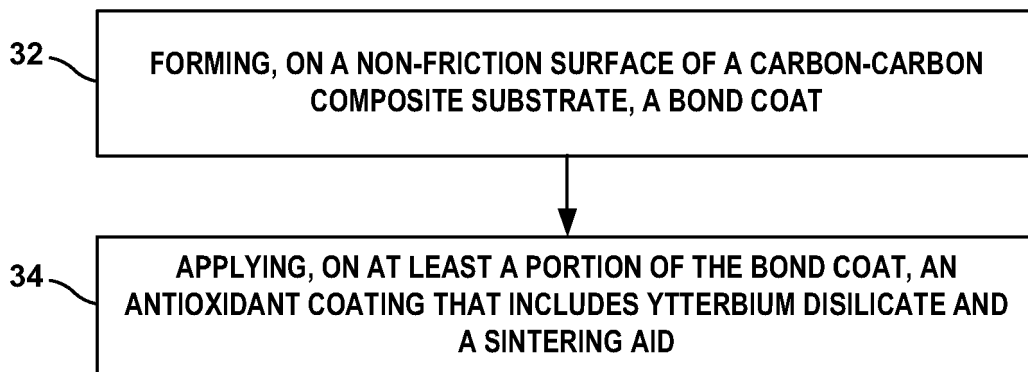 32
FORMING, ON A NON-FRICTION SURFACE OF A CARBON-CARBON
COMPOSITE SUBSTRATE, A BOND COAT
34
APPLYING, ON AT LEAST A PORTION OF THE BOND COAT, AN
ANTIOXIDANT COATING THAT INCLUDES YTTERBIUM DISILICATE AND
A SINTERING AID